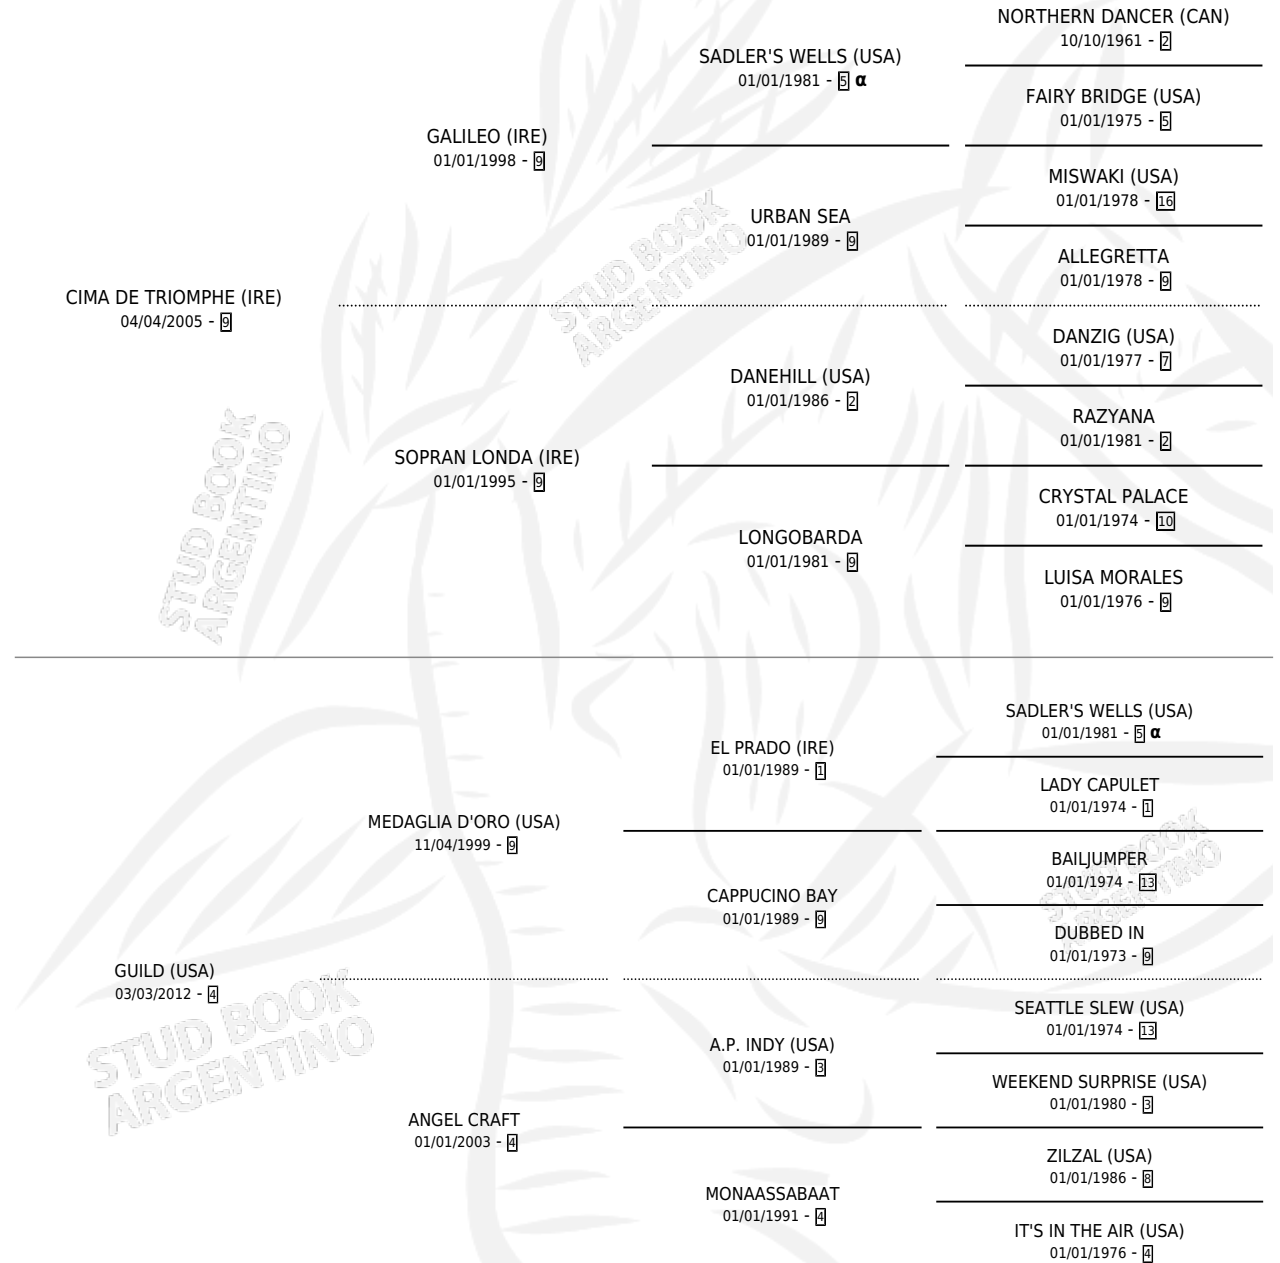 NORTHERN DANCER (CAN)
10/10/1961 - 2
SADLER'S WELLS (USA)
01/01/1981 - 5 α
FAIRY BRIDGE (USA)
01/01/1975 - 5
GALILEO (IRE)
01/01/1998 - 9
MISWAKI (USA)
01/01/1978 - 16
URBAN SEA
01/01/1989 - 9
ALLEGRETTA
01/01/1978 - 9
CIMA DE TRIOMPHE (IRE)
04/04/2005 - 9
DANZIG (USA)
01/01/1977 - 7
DANEHILL (USA)
01/01/1986 - 2
RAZYANA
01/01/1981 - 2
SOPRAN LONDA (IRE)
01/01/1995 - 9
CRYSTAL PALACE
01/01/1974 - 10
LONGOBARDA
01/01/1981 - 9
LUISA MORALES
01/01/1976 - 9
STUD BOOK
ARGENTINO
STUD BOOK
ARGENTINO
SADLER'S WELLS (USA)
01/01/1981 - 5 α
EL PRADO (IRE)
01/01/1989 - 1
LADY CAPULET
01/01/1974 - 1
MEDAGLIA D'ORO (USA)
11/04/1999 - 9
BAILJUMPER
01/01/1974 - 13
CAPPUCINO BAY
01/01/1989 - 9
DUBBED IN
01/01/1973 - 9
GUILD (USA)
03/03/2012 - 4
SEATTLE SLEW (USA)
01/01/1974 - 13
A.P. INDY (USA)
01/01/1989 - 3
WEEKEND SURPRISE (USA)
01/01/1980 - 3
ANGEL CRAFT
01/01/2003 - 4
ZILZAL (USA)
01/01/1986 - 8
MONAASSABAAT
01/01/1991 - 4
IT'S IN THE AIR (USA)
01/01/1976 - 4
STUD BOOK
ARGENTINO
STUD BOOK
ARGENTINO